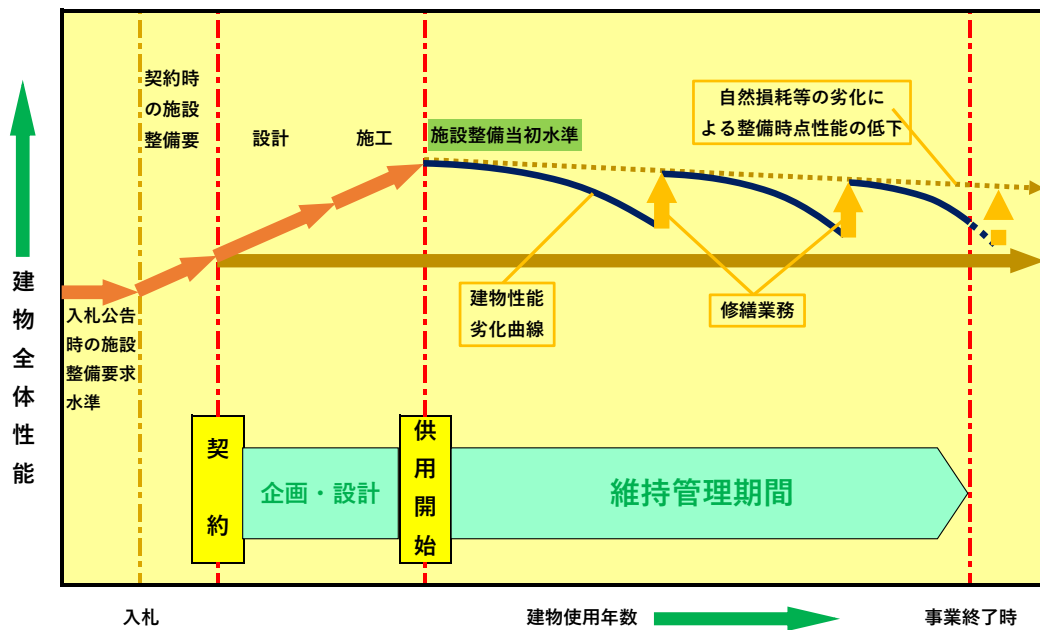 契約時
の施設
整備要
設計
施工
施設整備当初水準
自然損耗等の劣化に
よる整備時点性能の低下
建物全体性能
入札公告
時の施設
整備要求
水準
建物性能
劣化曲線
修繕業務
契約
企画・設計
供用開始
維持管理期間
入札
建物使用年数
事業終了時